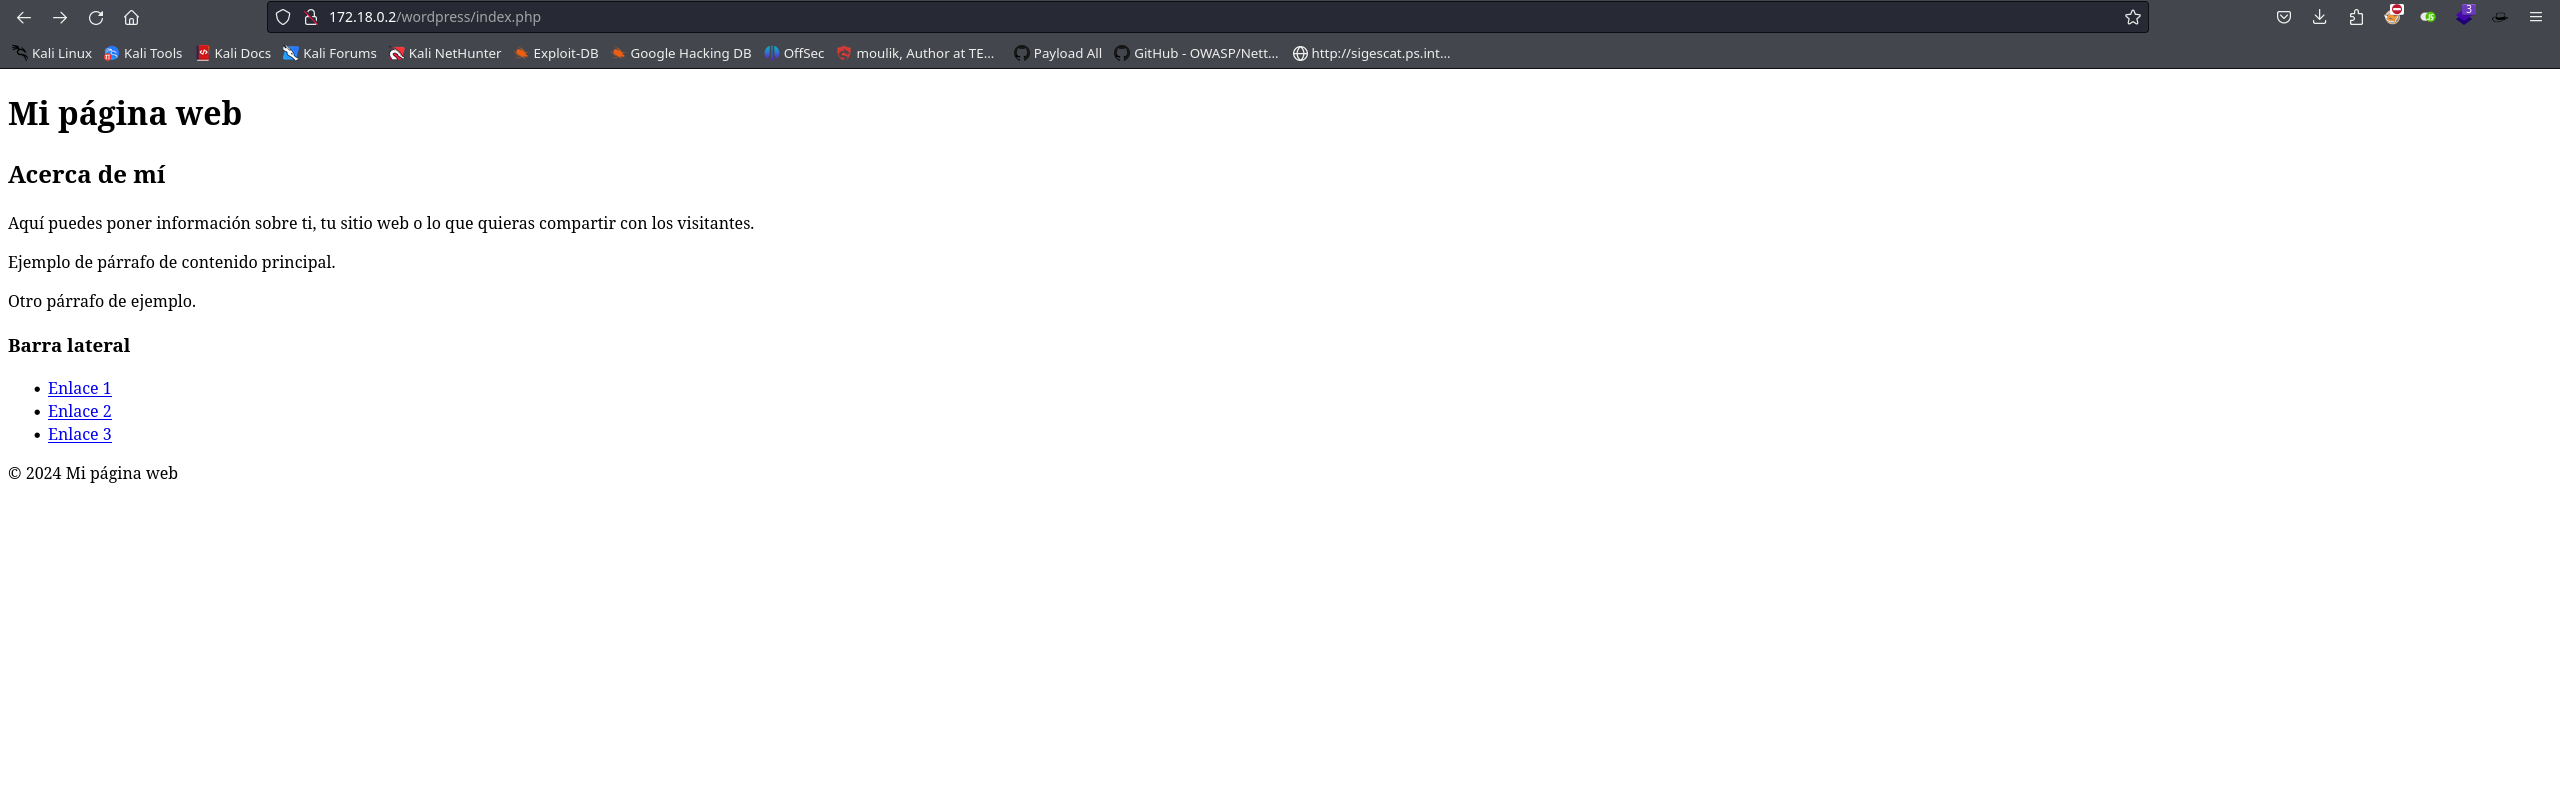 172.18.0.2/wordpress/index.php
3
Kali Linux Kali Tools Kali Docs Kali Forums Kali NetHunter Exploit-DB Google Hacking DB OffSec moulik, Author at TE... Payload All GitHub - OWASP/Nett... http://sigescat.ps.int...
Mi página web
Acerca de mí
Aquí puedes poner información sobre ti, tu sitio web o lo que quieras compartir con los visitantes.
Ejemplo de párrafo de contenido principal.
Otro párrafo de ejemplo.
Barra lateral
• Enlace 1
• Enlace 2
• Enlace 3
© 2024 Mi página web